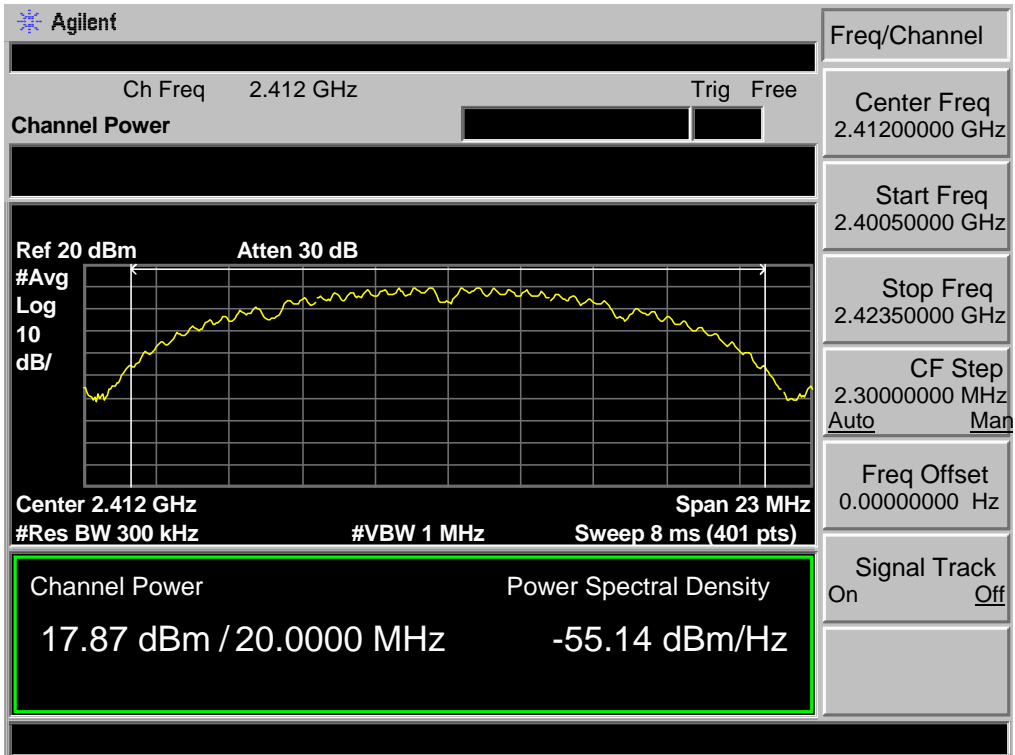 Agilent
Ch Freq 2.412 GHz Trig Free
Channel Power
Ref 20 dBm Atten 30 dB
#Avg
Log
10
dB/
Center 2.412 GHz Span 23 MHz
#Res BW 300 kHz #VBW 1 MHz Sweep 8 ms (401 pts)
Channel Power Power Spectral Density
17.87 dBm / 20.0000 MHz -55.14 dBm/Hz
Freq/Channel
Center Freq
2.41200000 GHz
Start Freq
2.40050000 GHz
Stop Freq
2.42350000 GHz
CF Step
2.30000000 MHz
Auto Man
Freq Offset
0.00000000 Hz
Signal Track
On Off